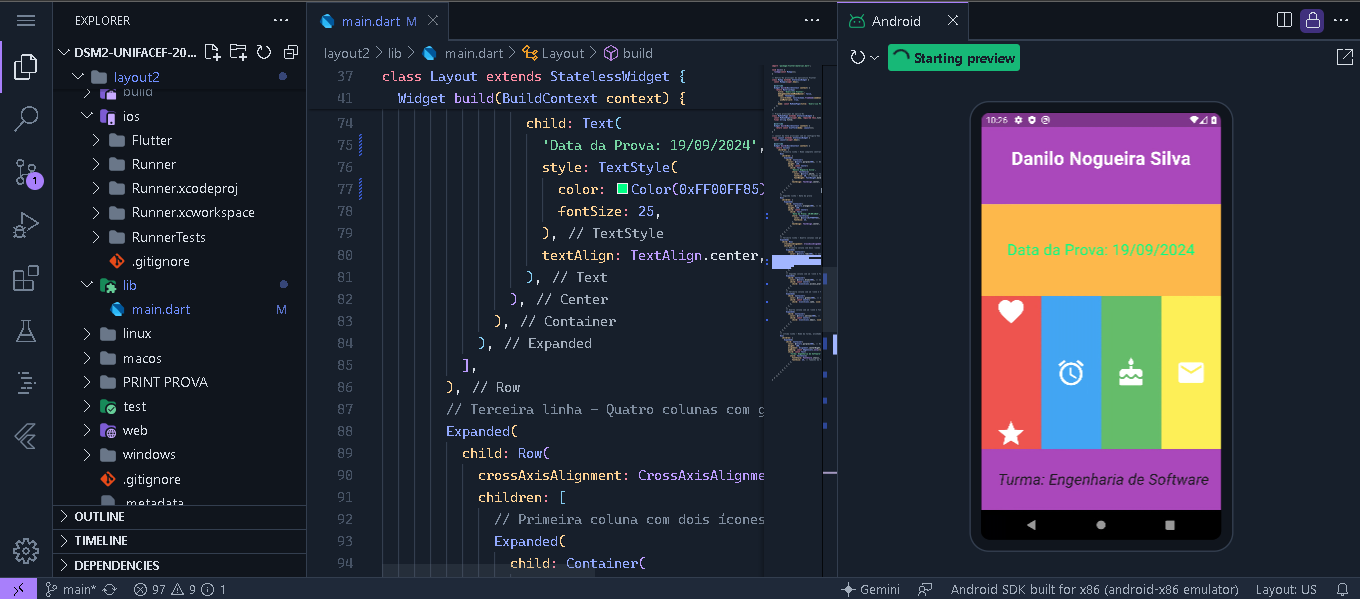 EXPLORER
DSM2-UNIFACEF-20...
layout2
build
ios
Flutter
Runner
Runner.xcodeproj
Runner.xcworkspace
RunnerTests
.gitignore
lib
main.dart M
linux
macos
PRINT PROVA
test
web
windows
.gitignore
.metadata
OUTLINE
TIMELINE
DEPENDENCIES
1
main.dart M
layout2 > lib > main.dart > Layout > build
37 class Layout extends StatelessWidget {
41 Widget build(BuildContext context) {
74 child: Text(
75 'Data da Prova: 19/09/2024',
76 style: TextStyle(
77 color: Color(0xFF00FF85)
78 fontSize: 25,
79 ), // TextStyle
80 textAlign: TextAlign.center,
81 ), // Text
82 ), // Center
83 ), // Container
84 ), // Expanded
85 ],
86 ), // Row
87 // Terceira linha - Quatro colunas com
88 Expanded(
89 child: Row(
90 crossAxisAlignment: CrossAxisAlignme
91 children: [
92 // Primeira coluna com dois ícones
93 Expanded(
94 child: Container(
Android
Starting preview
10:26
Danilo Nogueira Silva
Data da Prova: 19/09/2024
Turma: Engenharia de Software
main* 97 9 1
Gemini
Android SDK built for x86 (android-x86 emulator)
Layout: US